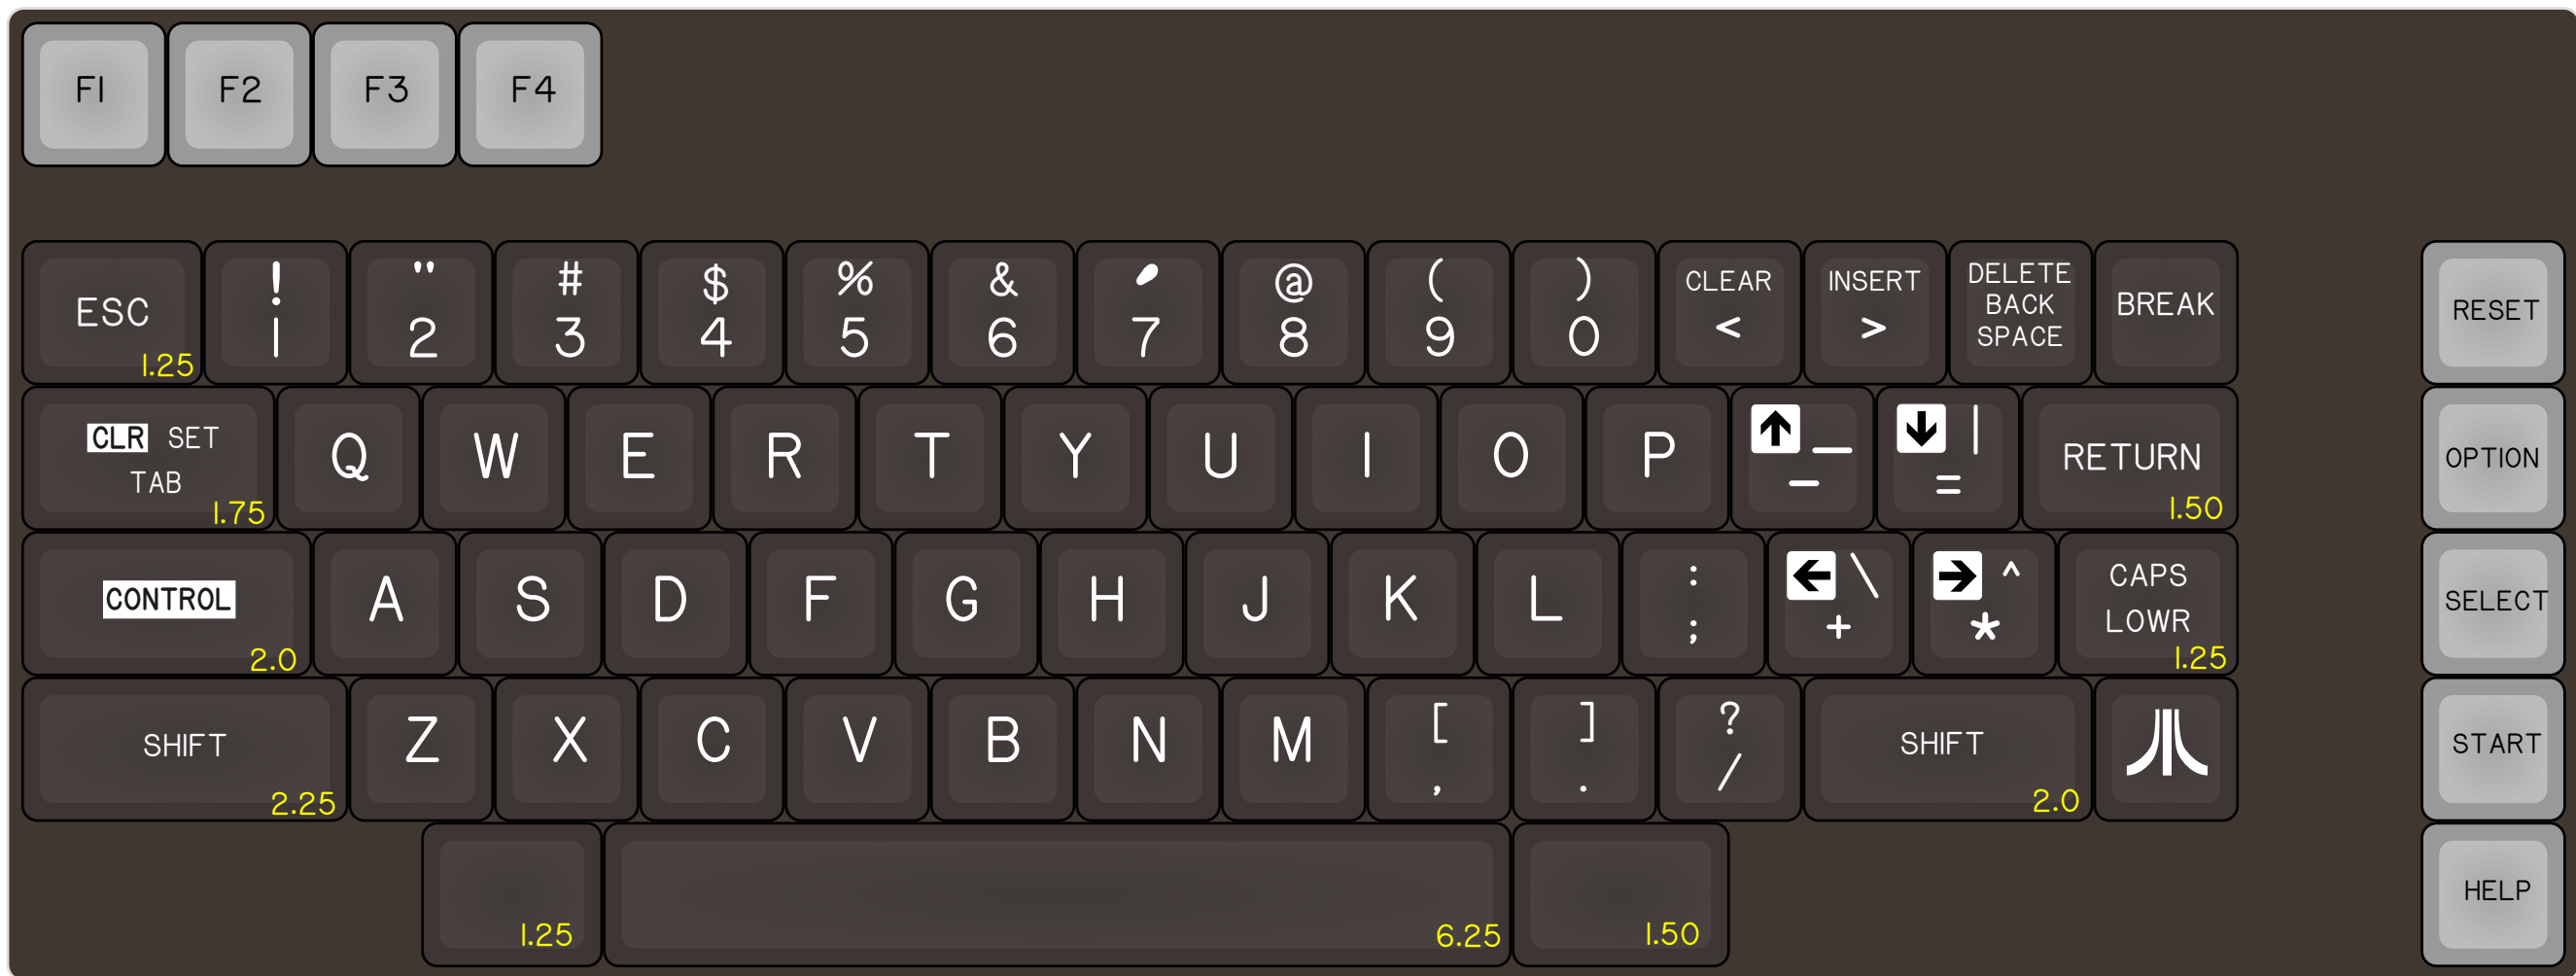 F1 F2 F3 F4
! " # $ % & ' @ ( ) CLEAR INSERT DELETE
ESC 1 2 3 4 5 6 7 8 9 0 < > BACK SPACE BREAK RESET
1.25
CLR SET ↑ _ ↓ |
TAB Q W E R T Y U I O P - = RETURN OPTION
1.75 1.50
: ← \ → ^ CAPS
CONTROL A S D F G H J K L ; + * LOWR SELECT
2.0 1.25
[ ] ?
SHIFT Z X C V B N M , . / SHIFT START
2.25 2.0
HELP
1.25 6.25 1.50